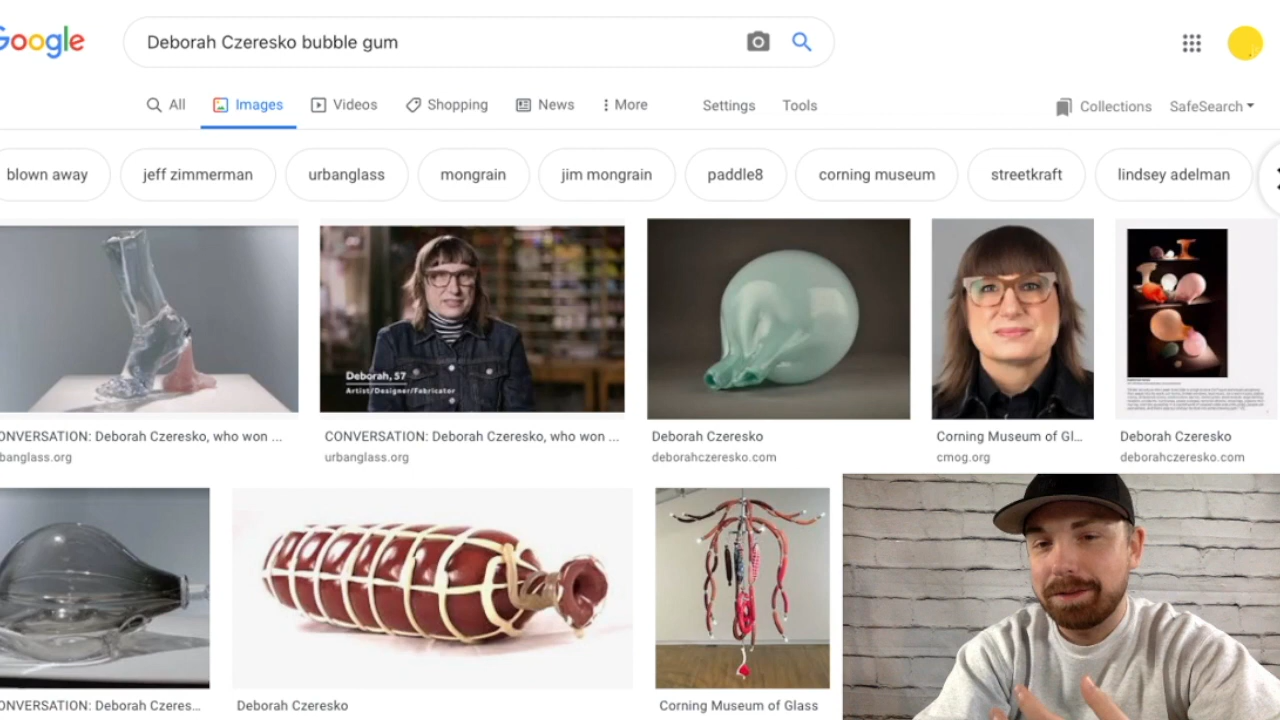 Google
Deborah Czeresko bubble gum
All
Images
Videos
Shopping
News
More
Settings
Tools
Collections
SafeSearch
blown away
jeff zimmerman
urbanglass
mongrain
jim mongrain
paddle8
corning museum
streetkraft
lindsey adelman
Deborah, 57
Artist/Designer/Fabricator
ONVERSATION: Deborah Czeresko, who won ...
banglass.org
CONVERSATION: Deborah Czeresko, who won ...
urbanglass.org
Deborah Czeresko
deborahczeresko.com
Corning Museum of Gl...
cmog.org
Deborah Czeresko
deborahczeresko.com
ONVERSATION: Deborah Czeres...
Deborah Czeresko
Corning Museum of Glass